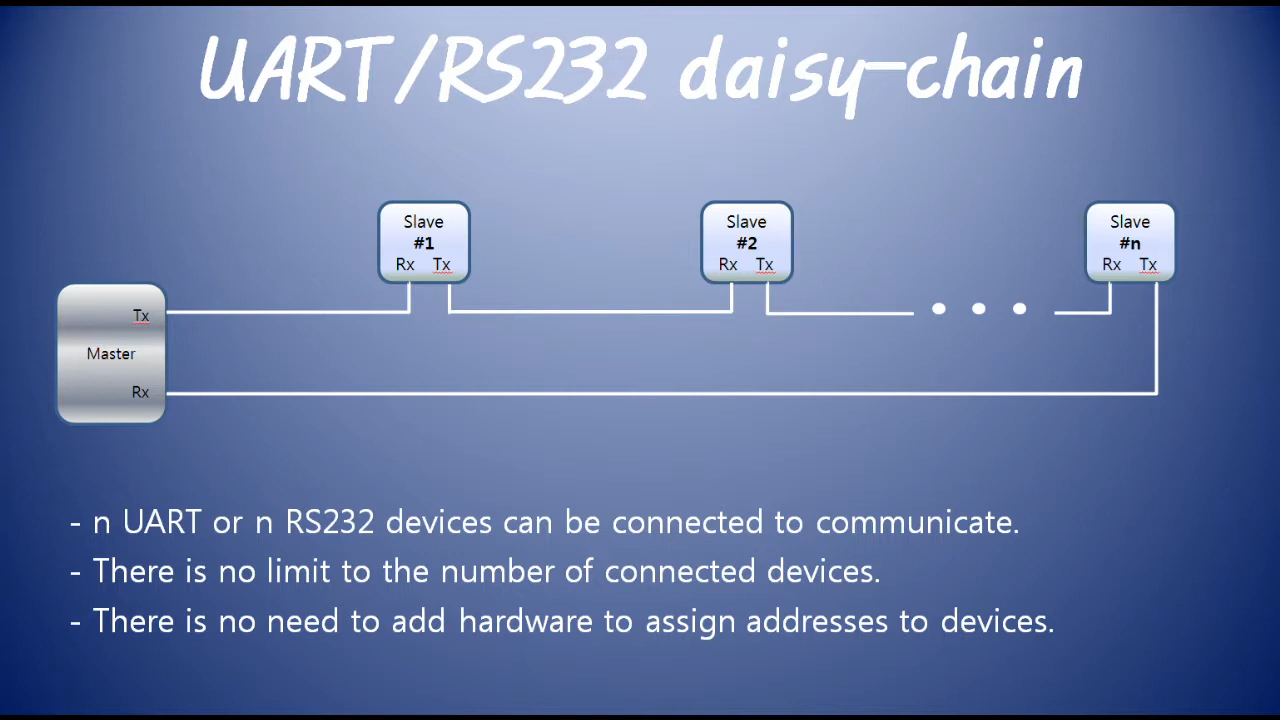 UART/RS232 daisy-chain
Slave
#1
Rx Tx
Slave
#2
Rx Tx
Slave
#n
Rx Tx
Tx
Master
Rx
- n UART or n RS232 devices can be connected to communicate.
- There is no limit to the number of connected devices.
- There is no need to add hardware to assign addresses to devices.